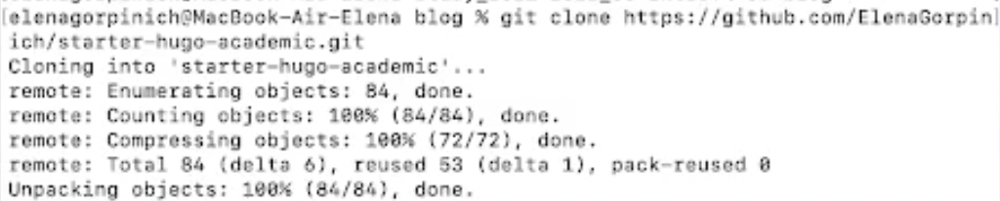 [elenagorpinich@MacBook-Air-Elena blog % git clone https://github.com/ElenaGorpin]
ich/starter-hugo-academic.git
Cloning into 'starter-hugo-academic'...
remote: Enumerating objects: 84, done.
remote: Counting objects: 100% (84/84), done.
remote: Compressing objects: 100% (72/72), done.
remote: Total 84 (delta 6), reused 53 (delta 1), pack-reused 0
Unpacking objects: 100% (84/84), done.